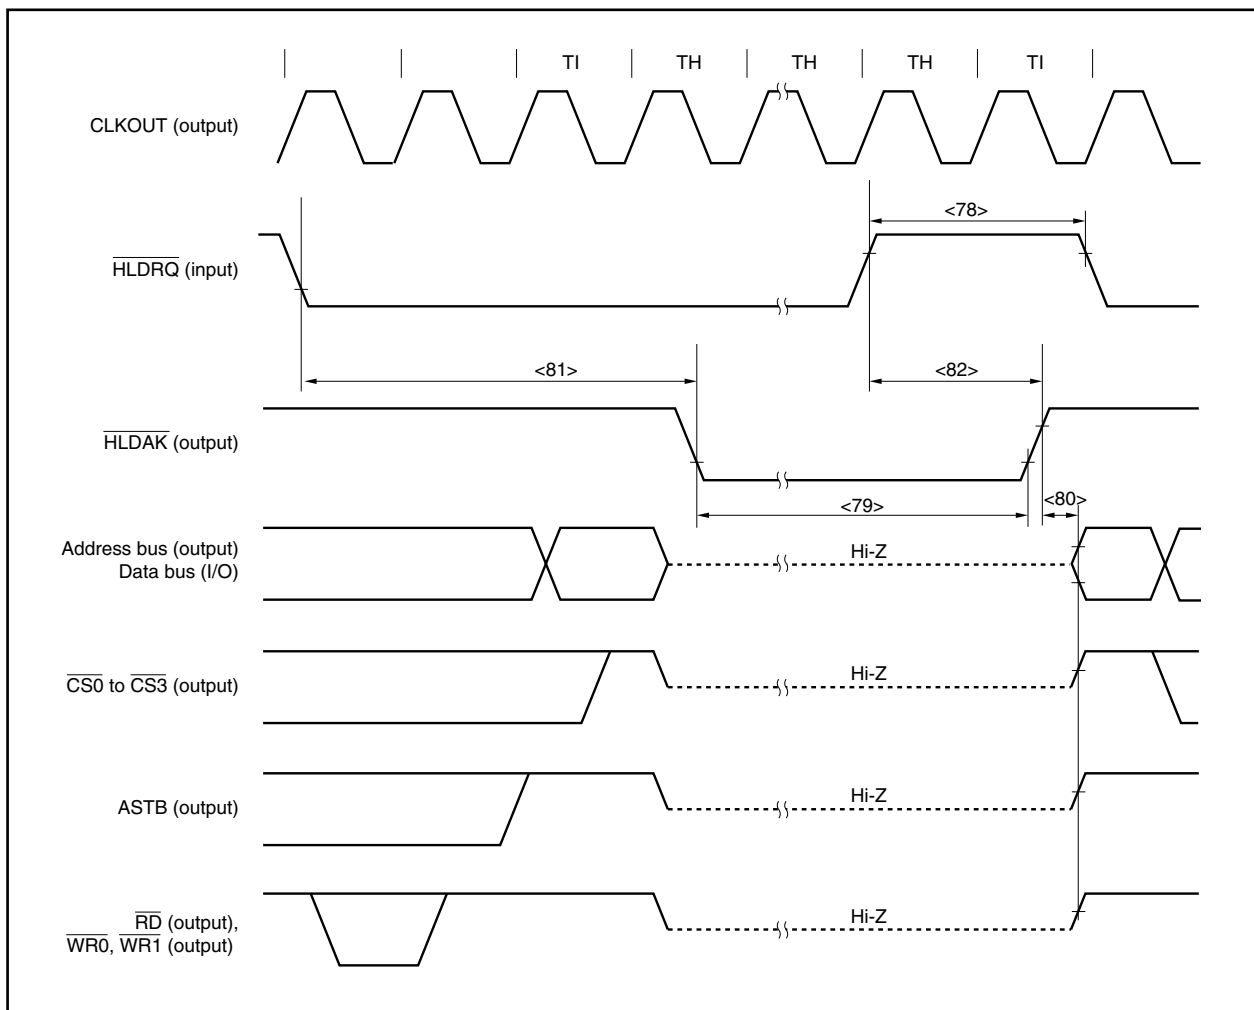 TI TH TH TH TI
CLKOUT (output)
<78>
HLDRQ (input)
<81> <82>
HLDAK (output)
<79> <80>
Address bus (output)
Data bus (I/O)
Hi-Z
CS0 to CS3 (output)
Hi-Z
ASTB (output)
Hi-Z
RD (output),
WR0, WR1 (output)
Hi-Z